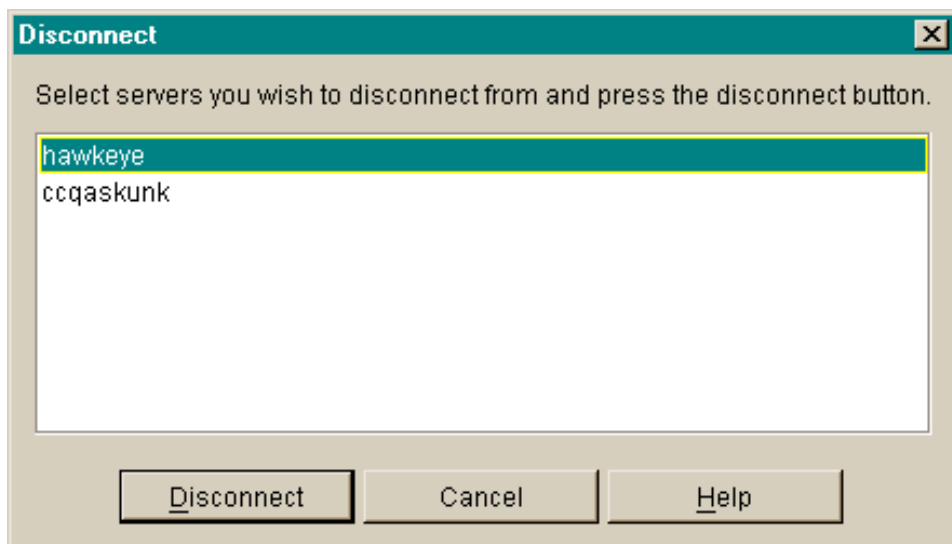 Disconnect
Select servers you wish to disconnect from and press the disconnect button.
hawkeye
ccqaskunk
Disconnect Cancel Help